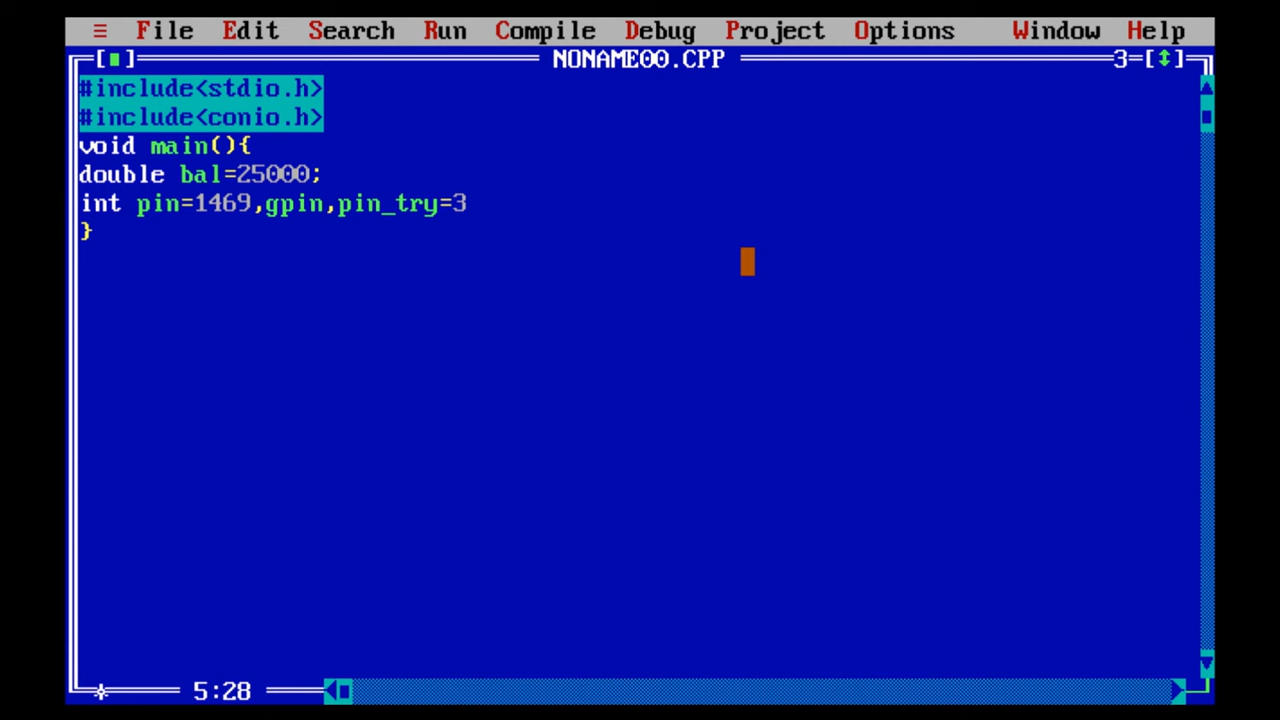 ≡ File Edit Search Run Compile Debug Project Options Window Help
[■] NONAME00.CPP 3=[↕]
#include<stdio.h>
#include<conio.h>
void main(){
double bal=25000;
int pin=1469,gpin,pin_try=3
}
5:28